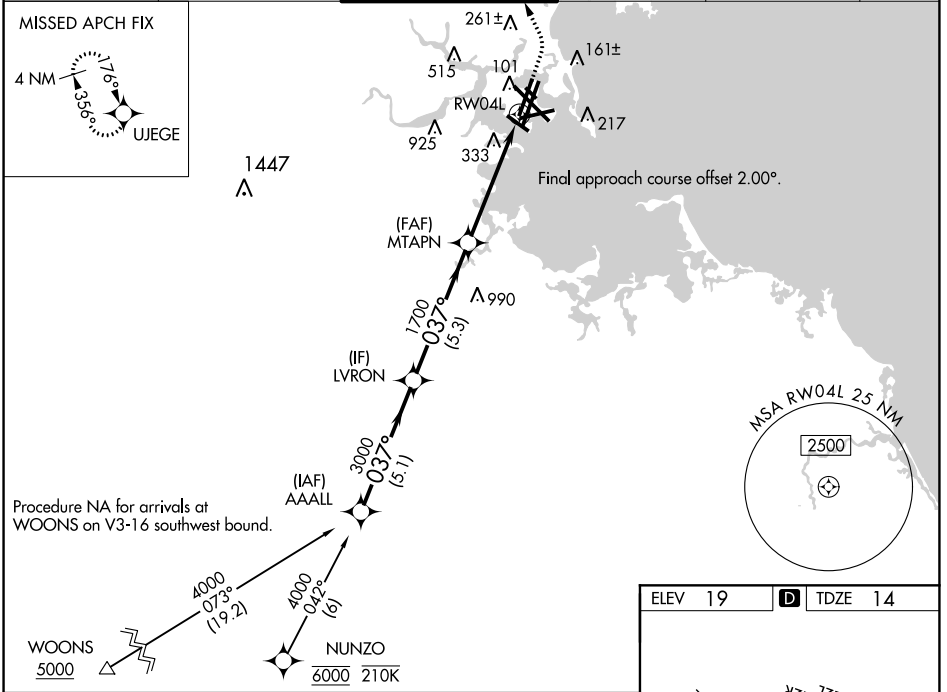 MISSED APCH FIX
4 NM
176°
356°
UJEGE
261±
515
101
161±
RW04L
217
925
333
1447
Final approach course offset 2.00°.
(FAF)
MTAPN
990
1700
037°
(5.3)
(IF)
LVRON
MSA RW04L 25 NM
2500
3000
037°
(5.1)
(IAF)
AAALL
Procedure NA for arrivals at
WOONS on V3-16 southwest bound.
4000
073°
(19.2)
4000
042°
(6)
WOONS
5000
NUNZO
6000 210K
ELEV 19 D TDZE 14